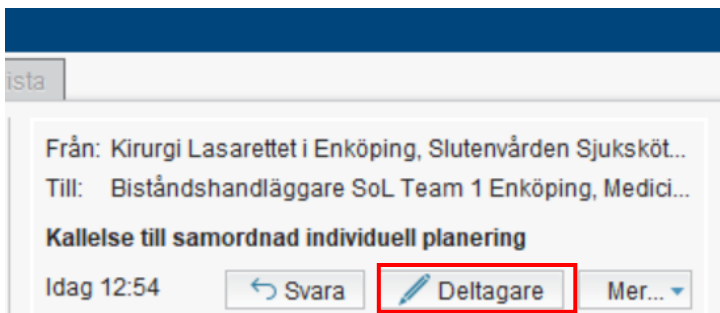 ista
Från: Kirurgi Lasarettet i Enköping, Slutenvården Sjuksköt...
Till: Biståndshandläggare SoL Team 1 Enköping, Medici...
Kallelse till samordnad individuell planering
Idag 12:54 Svara Deltagare Mer...